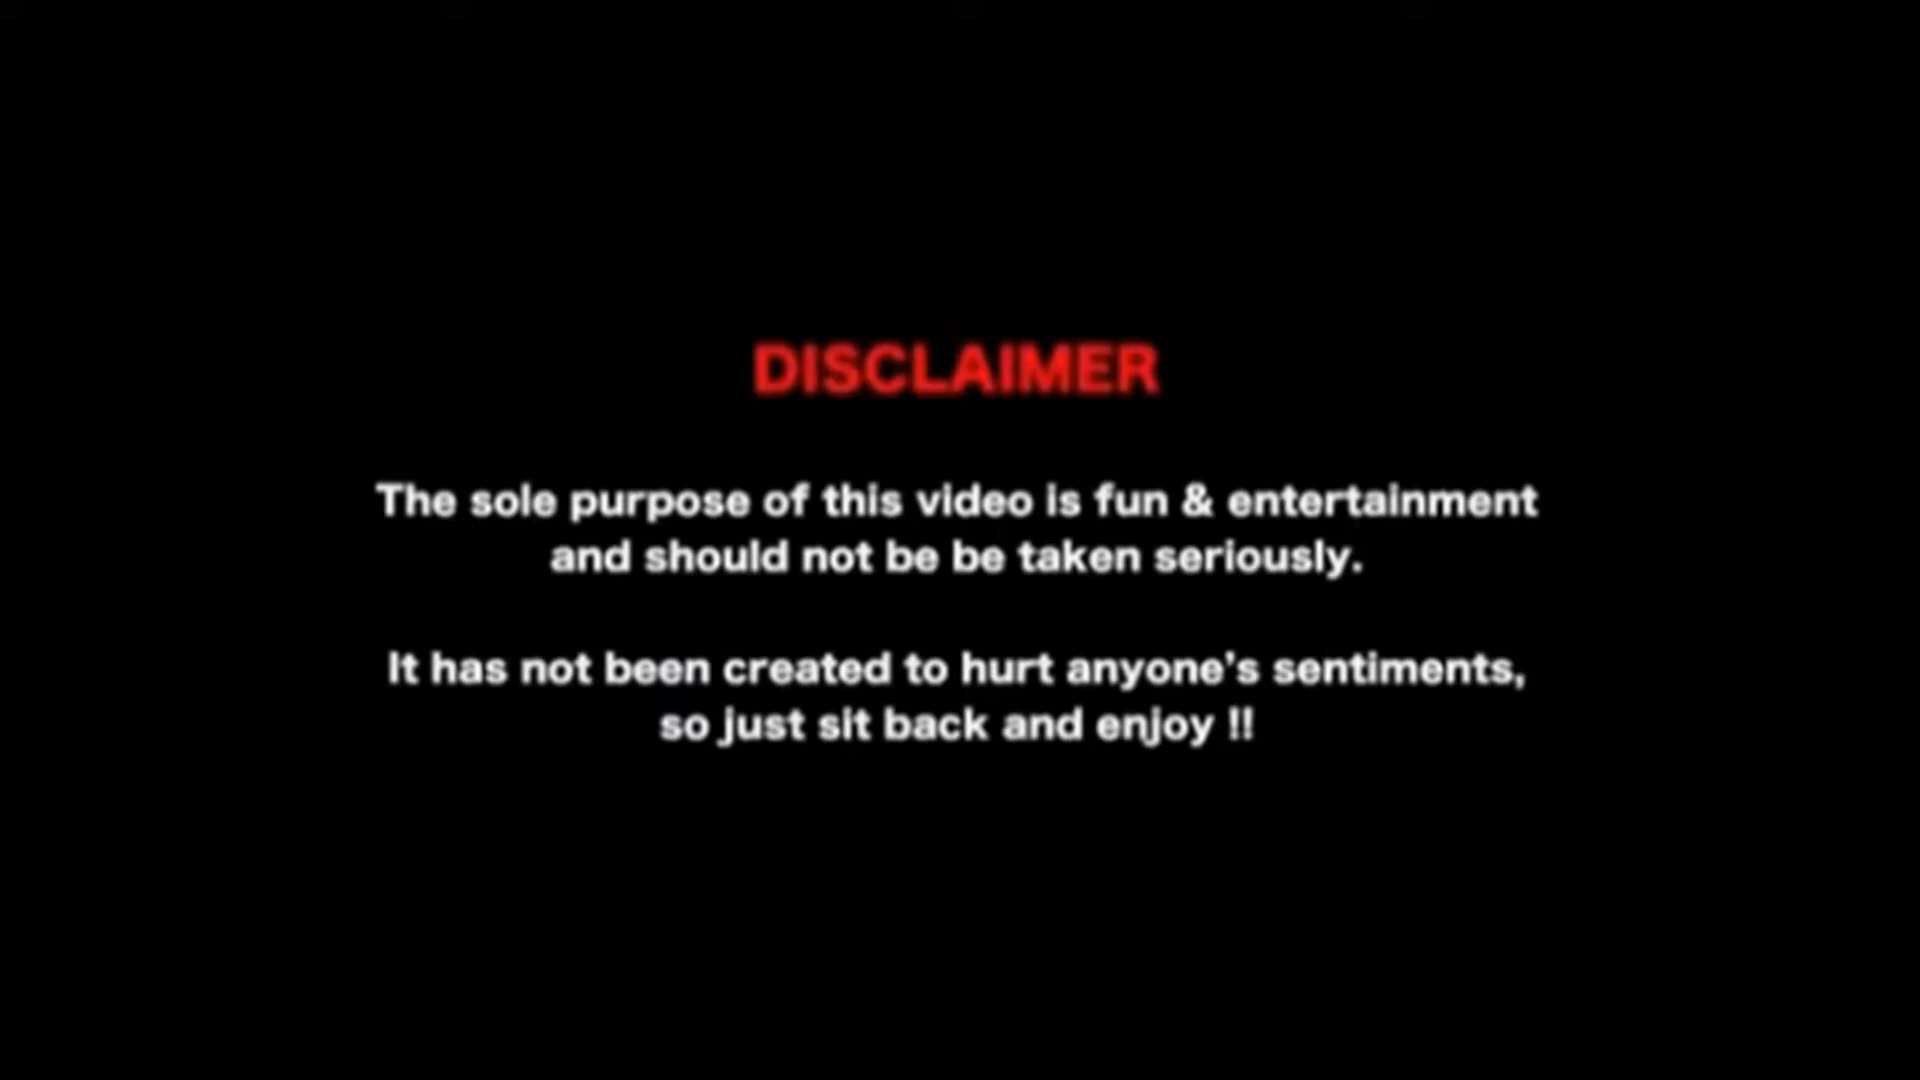 DISCLAIMER
The sole purpose of this video is fun & entertainment
and should not be be taken seriously.
It has not been created to hurt anyone's sentiments,
so just sit back and enjoy !!